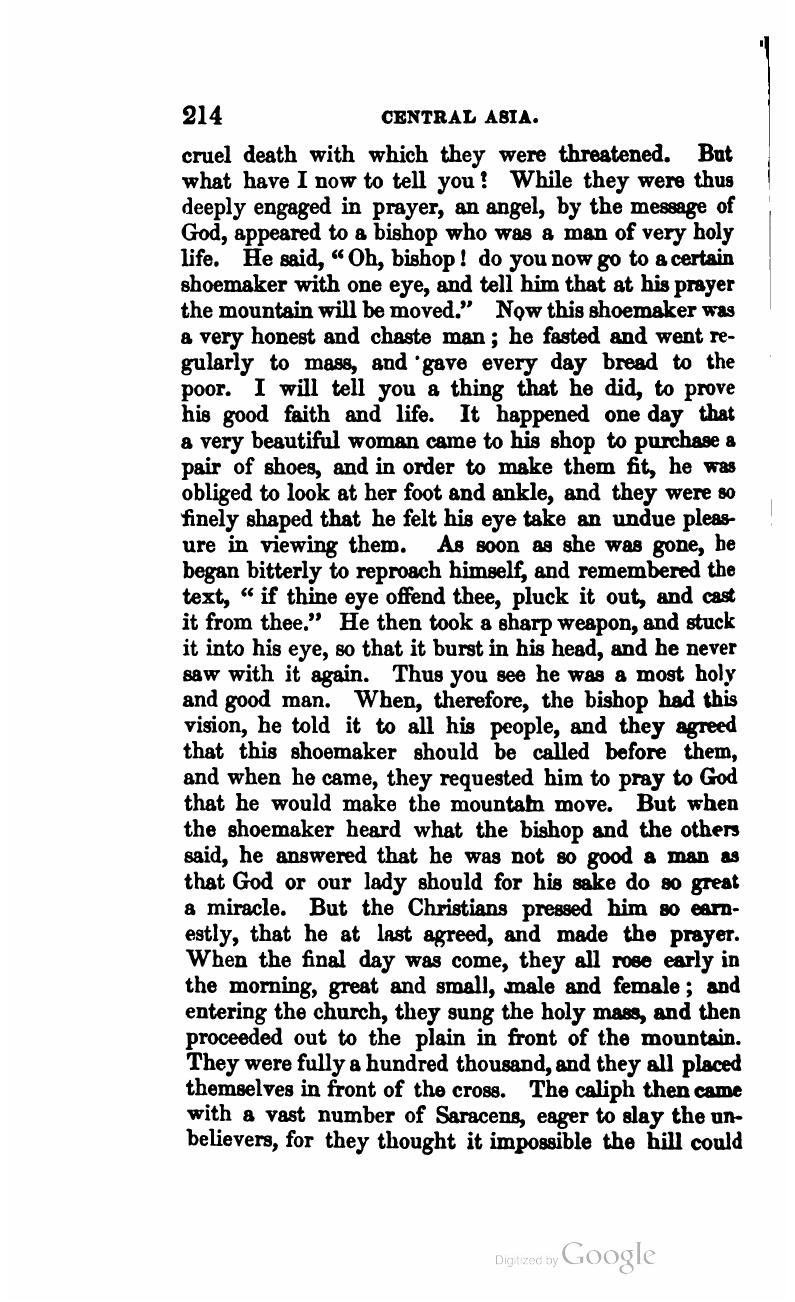 214 CENTRAL ASIA.
cruel death with which they were threatened. But
what have I now to tell you! While they were thus
deeply engaged in prayer, an angel, by the message of
God, appeared to a bishop who was a man of very holy
life. He said, “Oh, bishop! do you now go to a certain
shoemaker with one eye, and tell him that at his prayer
the mountain will be moved.” Now this shoemaker was
a very honest and chaste man; he fasted and went re-
gularly to mass, and gave every day bread to the
poor. I will tell you a thing that he did, to prove
his good faith and life. It happened one day that
a very beautiful woman came to his shop to purchase a
pair of shoes, and in order to make them fit, he was
obliged to look at her foot and ankle, and they were so
finely shaped that he felt his eye take an undue pleas-
ure in viewing them. As soon as she was gone, he
began bitterly to reproach himself, and remembered the
text, “if thine eye offend thee, pluck it out, and cast
it from thee.” He then took a sharp weapon, and stuck
it into his eye, so that it burst in his head, and he never
saw with it again. Thus you see he was a most holy
and good man. When, therefore, the bishop had this
vision, he told it to all his people, and they agreed
that this shoemaker should be called before them,
and when he came, they requested him to pray to God
that he would make the mountain move. But when
the shoemaker heard what the bishop and the others
said, he answered that he was not so good a man as
that God or our lady should for his sake do so great
a miracle. But the Christians pressed him so earn-
estly, that he at last agreed, and made the prayer.
When the final day was come, they all rose early in
the morning, great and small, male and female; and
entering the church, they sung the holy mass, and then
proceeded out to the plain in front of the mountain.
They were fully a hundred thousand, and they all placed
themselves in front of the cross. The caliph then came
with a vast number of Saracens, eager to slay the un-
believers, for they thought it impossible the hill could
Digitized by Google